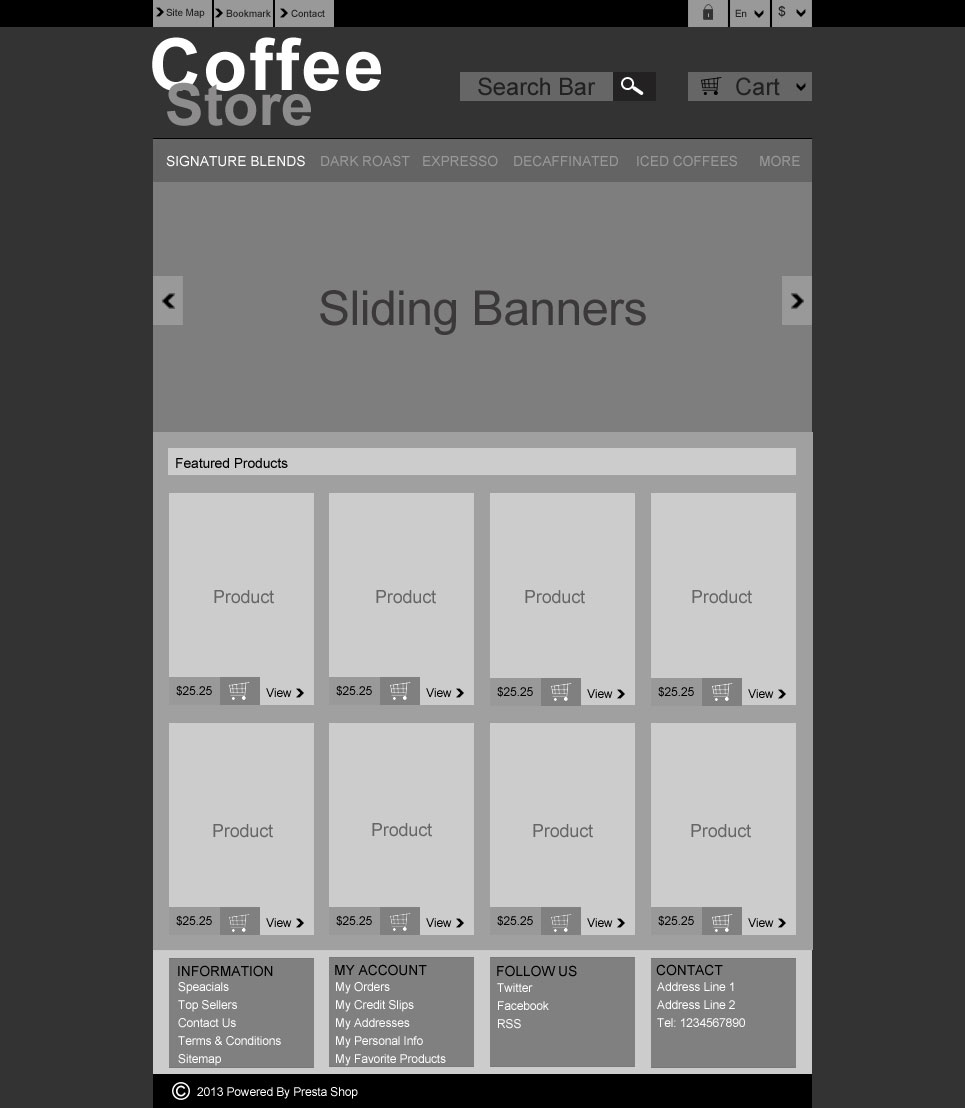 Site Map Bookmark Contact En $
Coffee
Store
Search Bar Cart
SIGNATURE BLENDS DARK ROAST EXPRESSO DECAFFINATED ICED COFFEES MORE
Sliding Banners
Featured Products
Product Product Product Product
$25.25 View $25.25 View $25.25 View $25.25 View
Product Product Product Product
$25.25 View $25.25 View $25.25 View $25.25 View
INFORMATION
Speacials
Top Sellers
Contact Us
Terms & Conditions
Sitemap
MY ACCOUNT
My Orders
My Credit Slips
My Addresses
My Personal Info
My Favorite Products
FOLLOW US
Twitter
Facebook
RSS
CONTACT
Address Line 1
Address Line 2
Tel: 1234567890
© 2013 Powered By Presta Shop